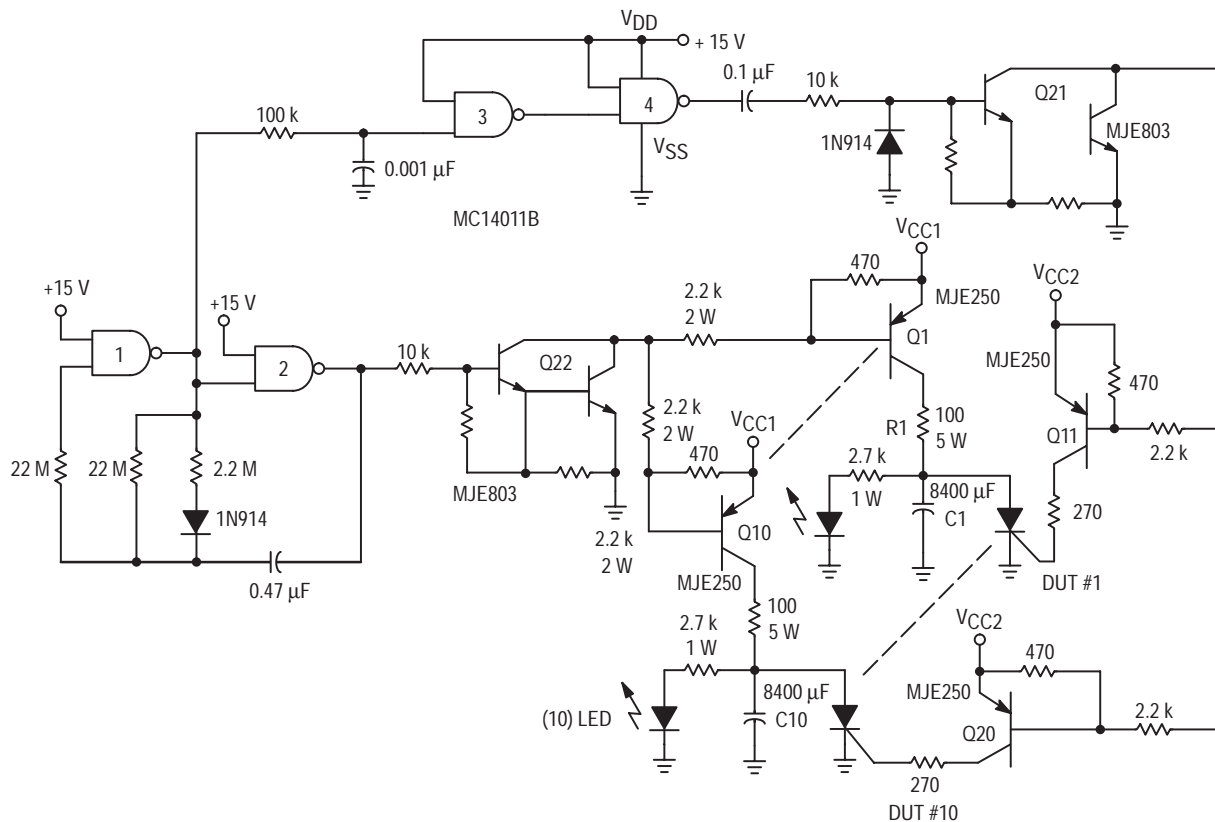 VDD
+ 15 V
0.1 µF
10 k
Q21
3
4
100 k
1N914
MJE803
VSS
0.001 µF
MC14011B
VCC1
470
MJE250
VCC2
+15 V
+15 V
2.2 k
2 W
Q1
1
2
10 k
Q22
MJE250
470
2.2 k
2 W
VCC1
R1
100
5 W
Q11
2.2 k
22 M
22 M
2.2 M
470
2.7 k
1 W
8400 µF
C1
MJE803
1N914
Q10
270
2.2 k
2 W
0.47 µF
MJE250
DUT #1
100
5 W
2.7 k
1 W
VCC2
470
8400 µF
C10
MJE250
2.2 k
(10) LED
Q20
270
DUT #10